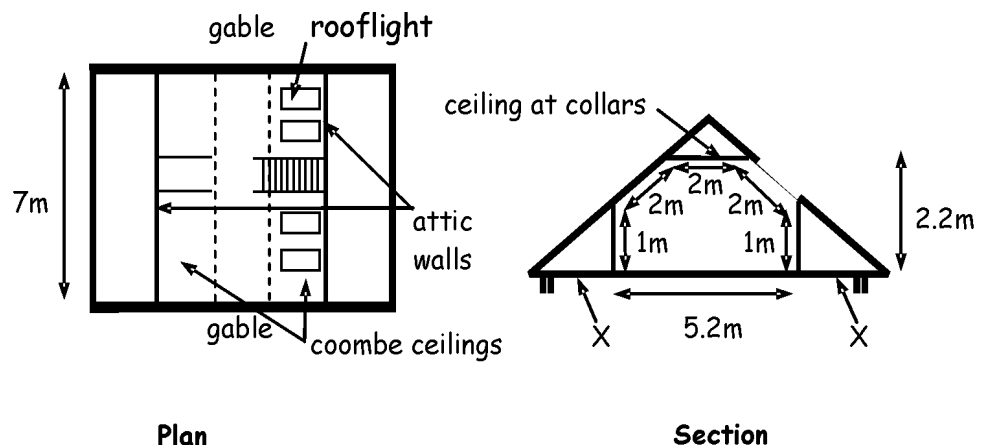 gable
rooflight
7m
attic
walls
gable
coombe ceilings
Plan
ceiling at collars
2m
2m
2m
1m
1m
2.2m
5.2m
X
X
Section